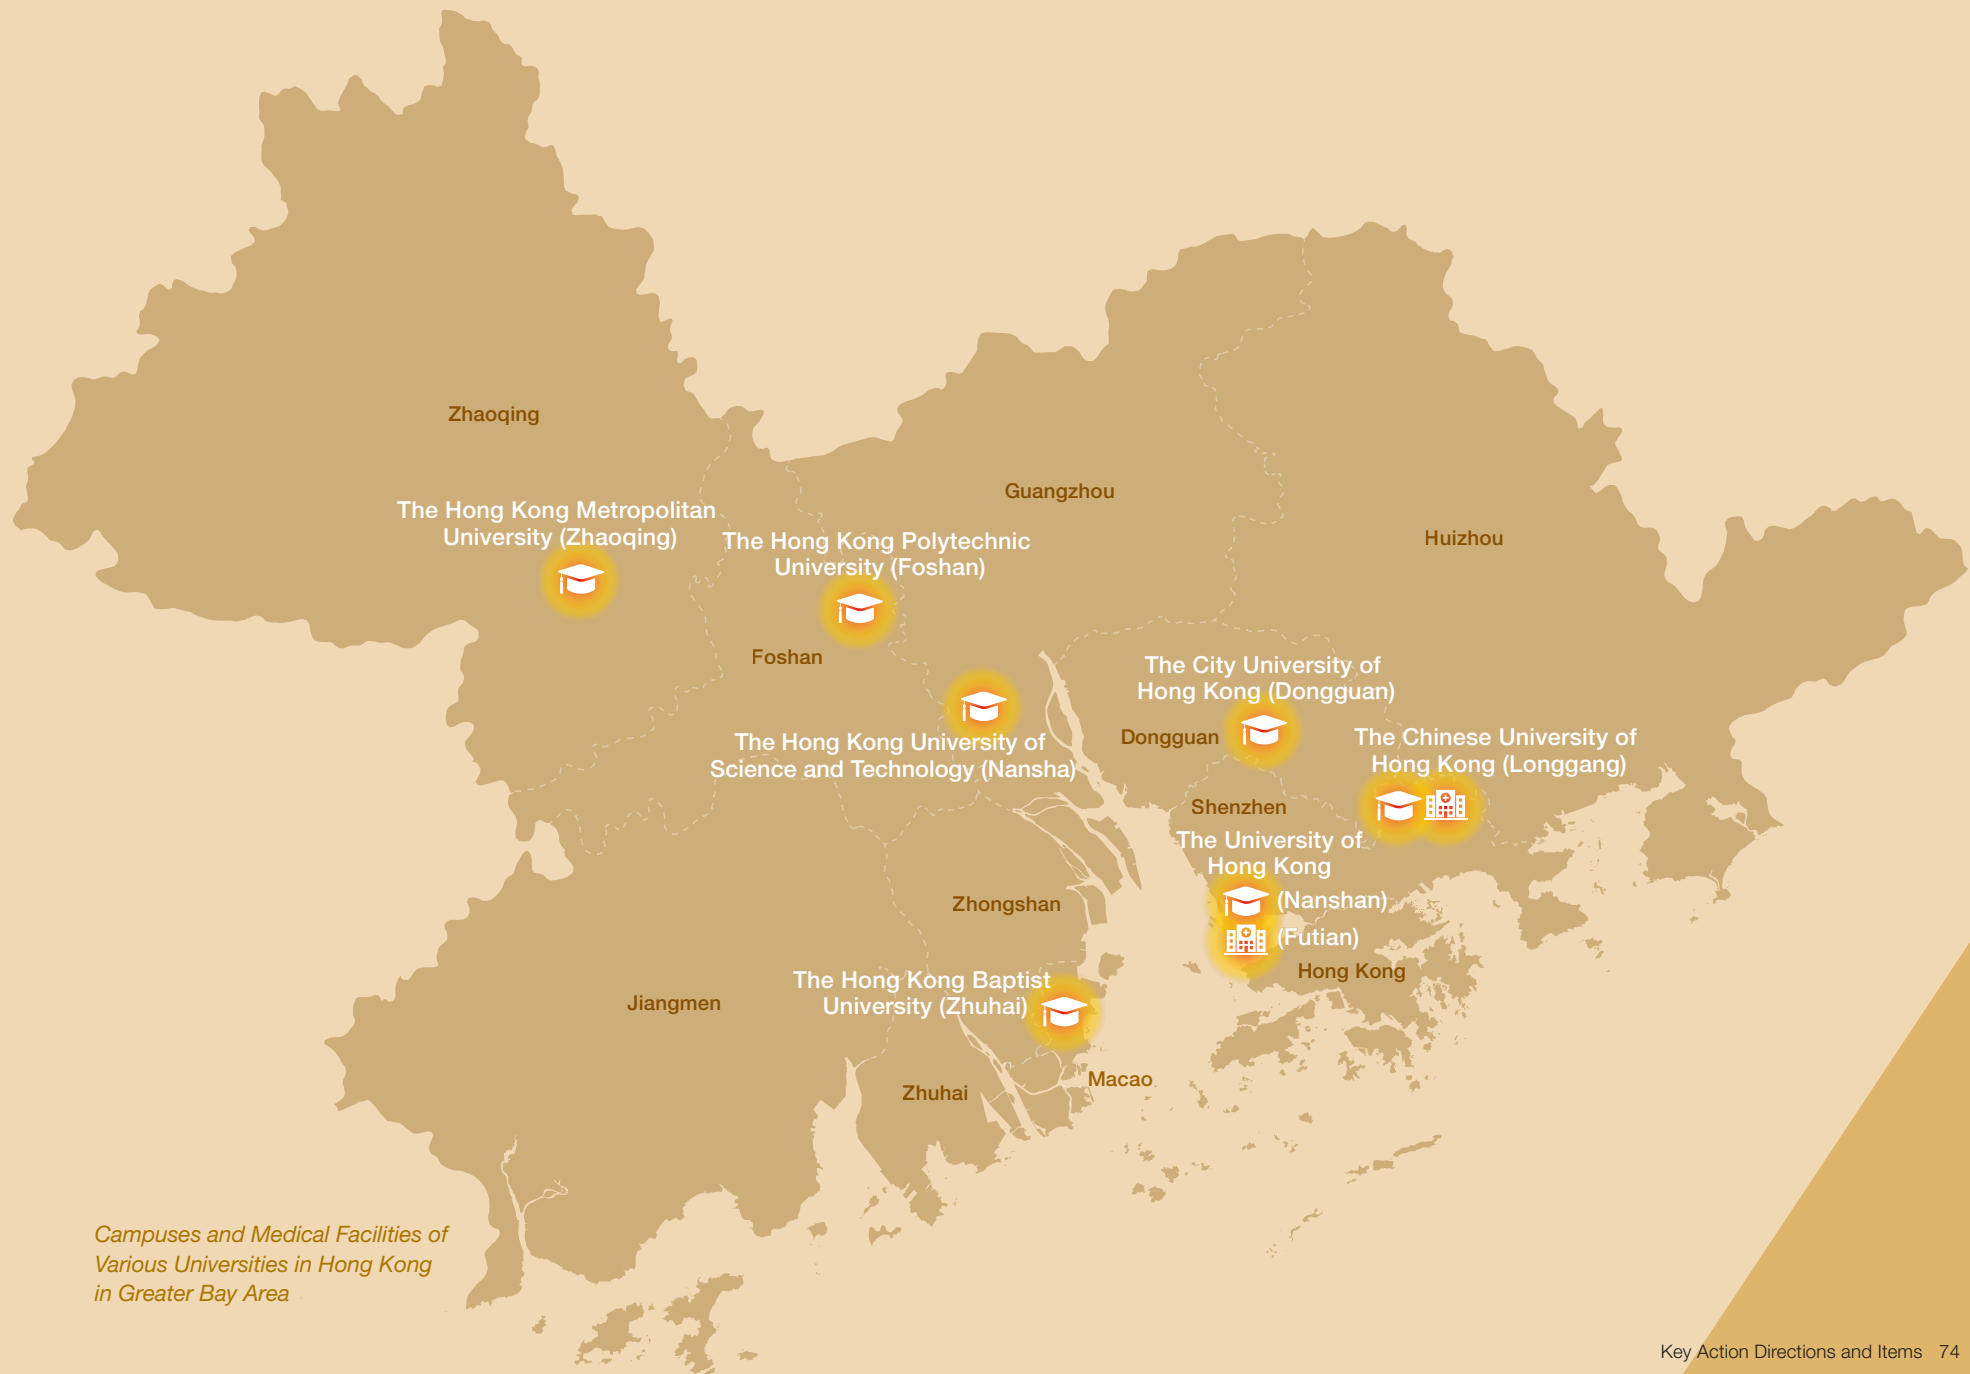 Zhaoqing
Guangzhou
The Hong Kong Metropolitan
University (Zhaoqing)
The Hong Kong Polytechnic
University (Foshan)
Huizhou
Foshan
The City University of
Hong Kong (Dongguan)
Dongguan
The Hong Kong University of
Science and Technology (Nansha)
The Chinese University of
Hong Kong (Longgang)
Shenzhen
The University of
Hong Kong
(Nanshan)
(Futian)
Zhongshan
Hong Kong
The Hong Kong Baptist
University (Zhuhai)
Jiangmen
Macao
Zhuhai
Campuses and Medical Facilities of
Various Universities in Hong Kong
in Greater Bay Area
Key Action Directions and Items 74